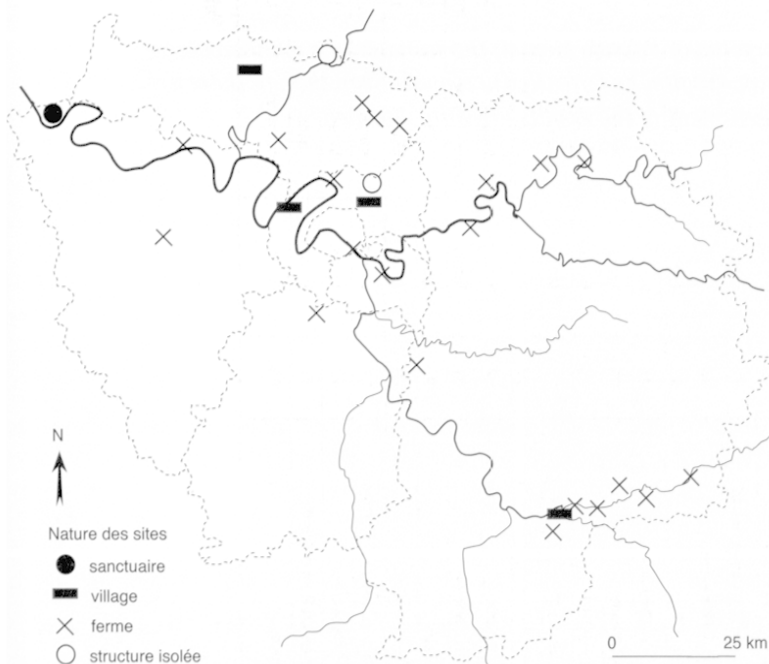 N
Nature des sites
sanctuaire
village
ferme
structure isolée
0 25 km